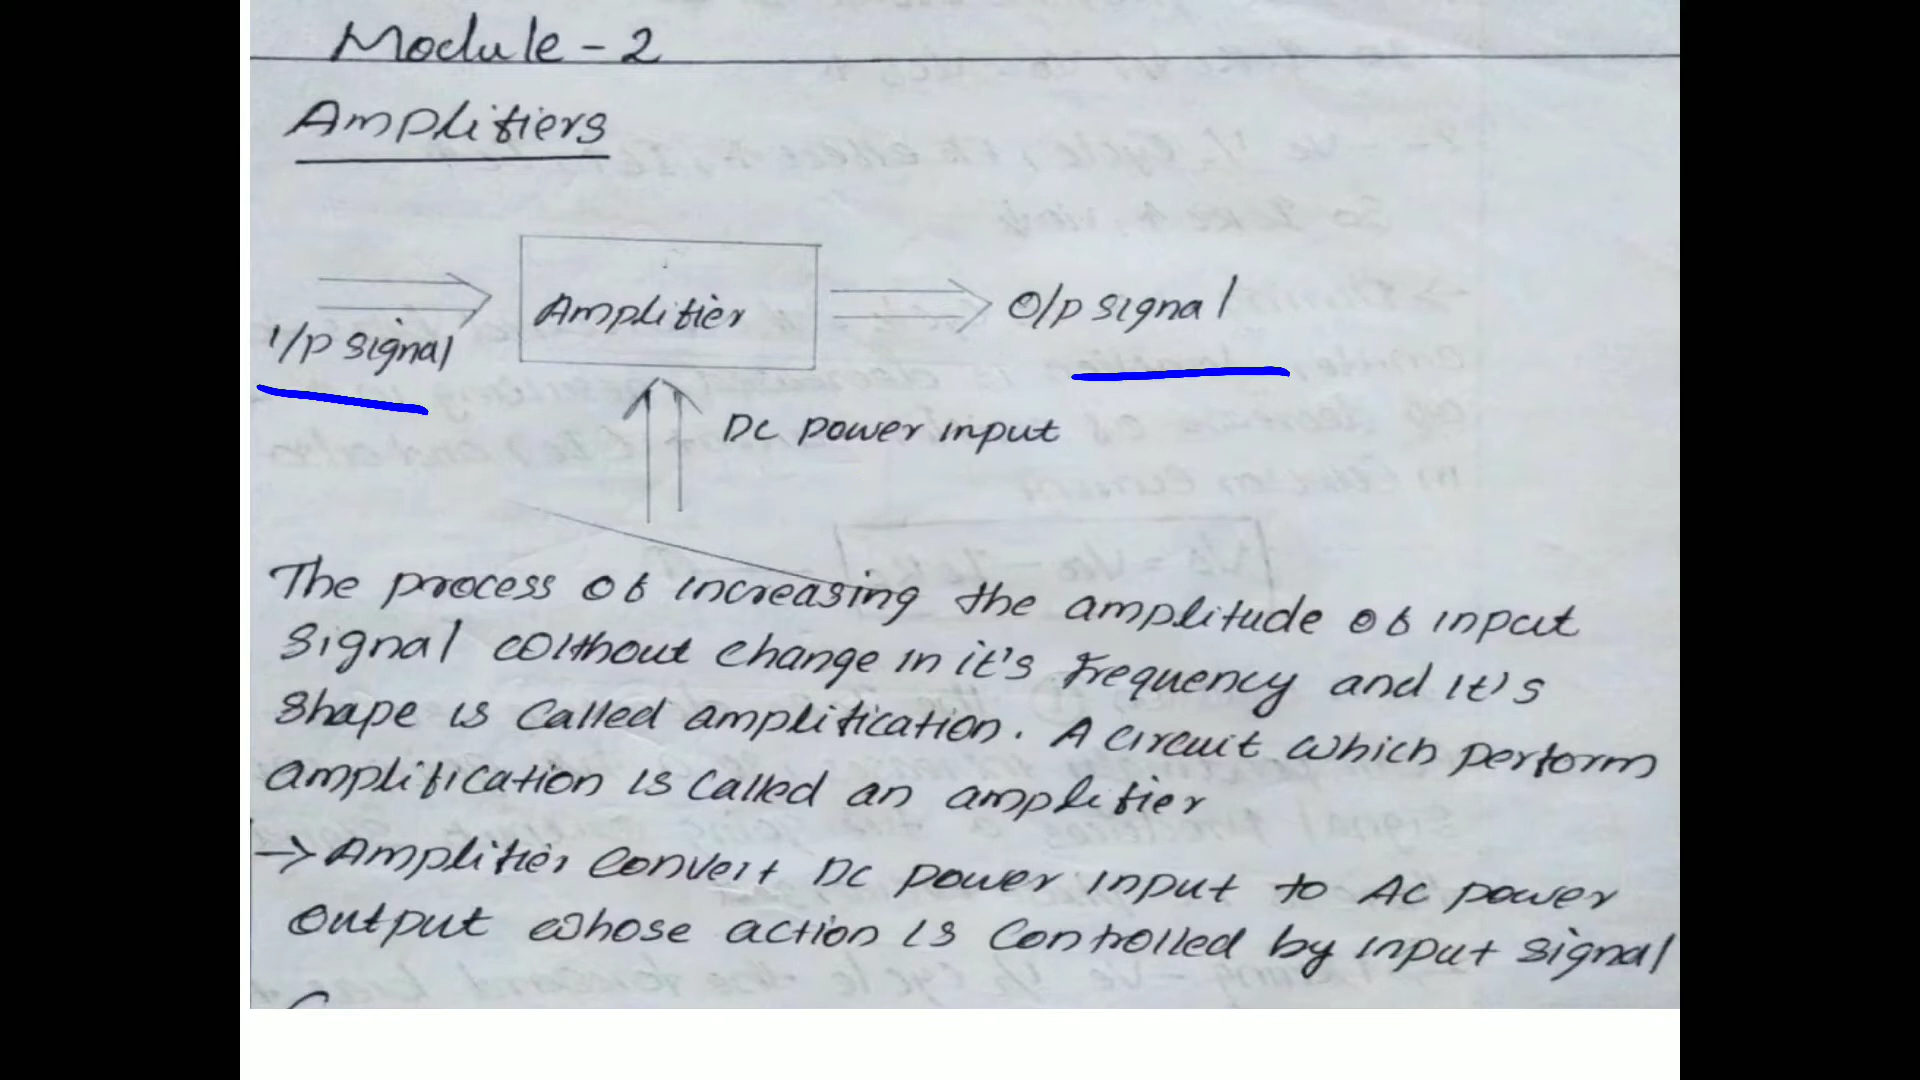 Module - 2
Amplifiers
I/p signal
Amplifier
O/p signal
DC power input
The process of increasing the amplitude of input
signal without change in it's frequency and it's
shape is called amplification. A circuit which perform
amplification is called an amplifier
→ Amplifier convert DC power input to AC power
output whose action is controlled by input signal